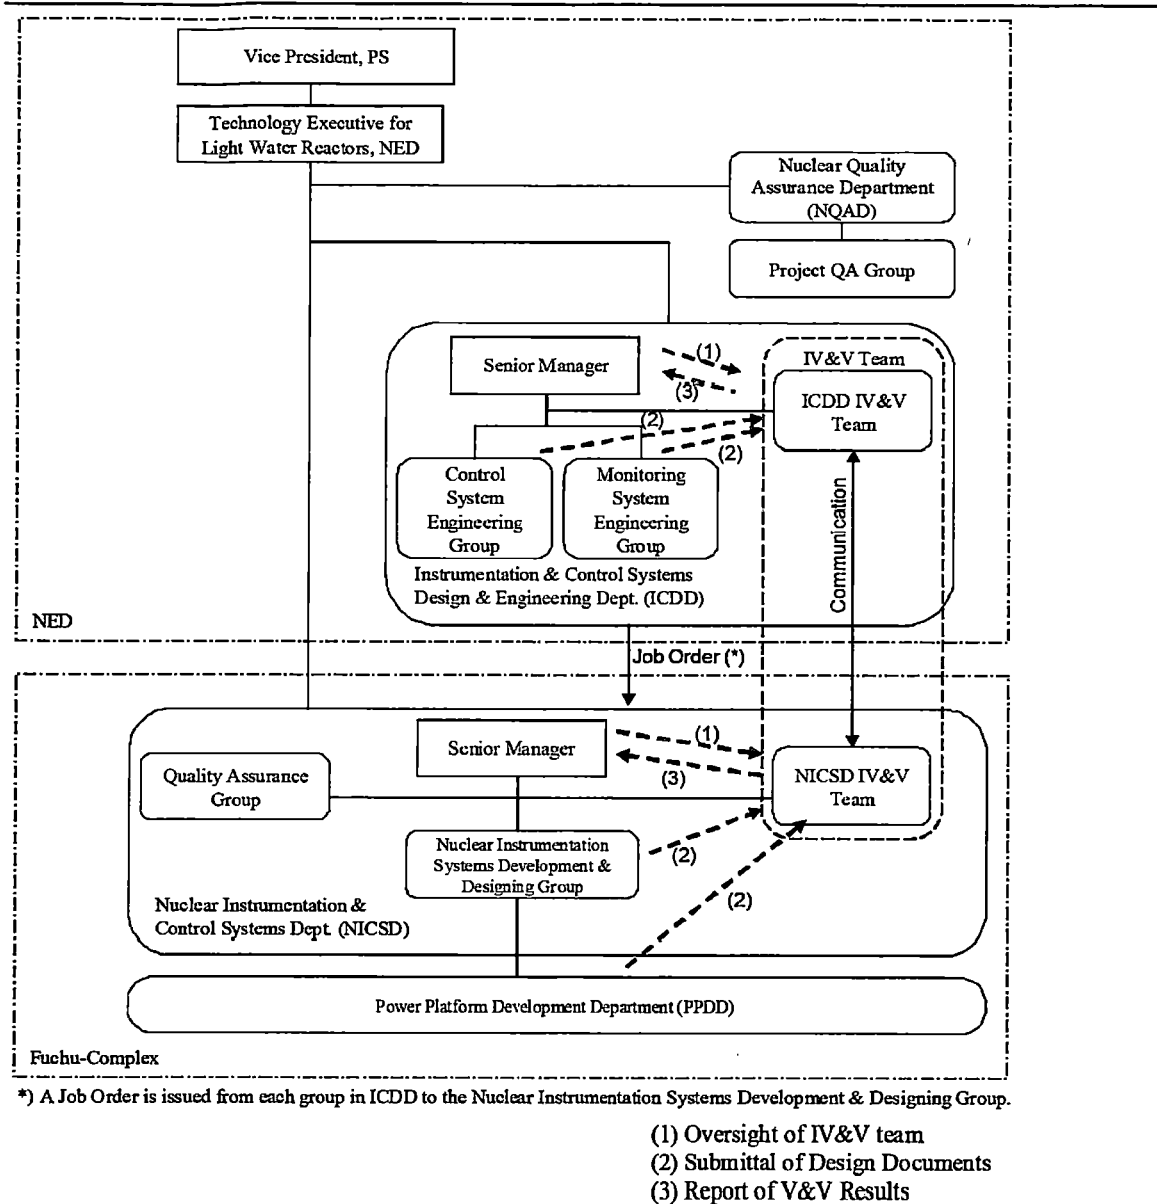 Vice President, PS
Technology Executive for
Light Water Reactors, NED
Nuclear Quality
Assurance Department
(NQAD)
Project QA Group
Senior Manager
(1)
(3)
IV&V Team
ICDD IV&V
Team
(2)
(2)
Control
System
Engineering
Group
Monitoring
System
Engineering
Group
Instrumentation & Control Systems
Design & Engineering Dept. (ICDD)
Communication
NED
Job Order (*)
Senior Manager
(1)
(3)
Quality Assurance
Group
NICSD IV&V
Team
Nuclear Instrumentation
Systems Development &
Designing Group
(2)
(2)
Nuclear Instrumentation &
Control Systems Dept. (NICSD)
Power Platform Development Department (PPDD)
Fuchu-Complex
*) A Job Order is issued from each group in ICDD to the Nuclear Instrumentation Systems Development & Designing Group.
(1) Oversight of IV&V team
(2) Submittal of Design Documents
(3) Report of V&V Results